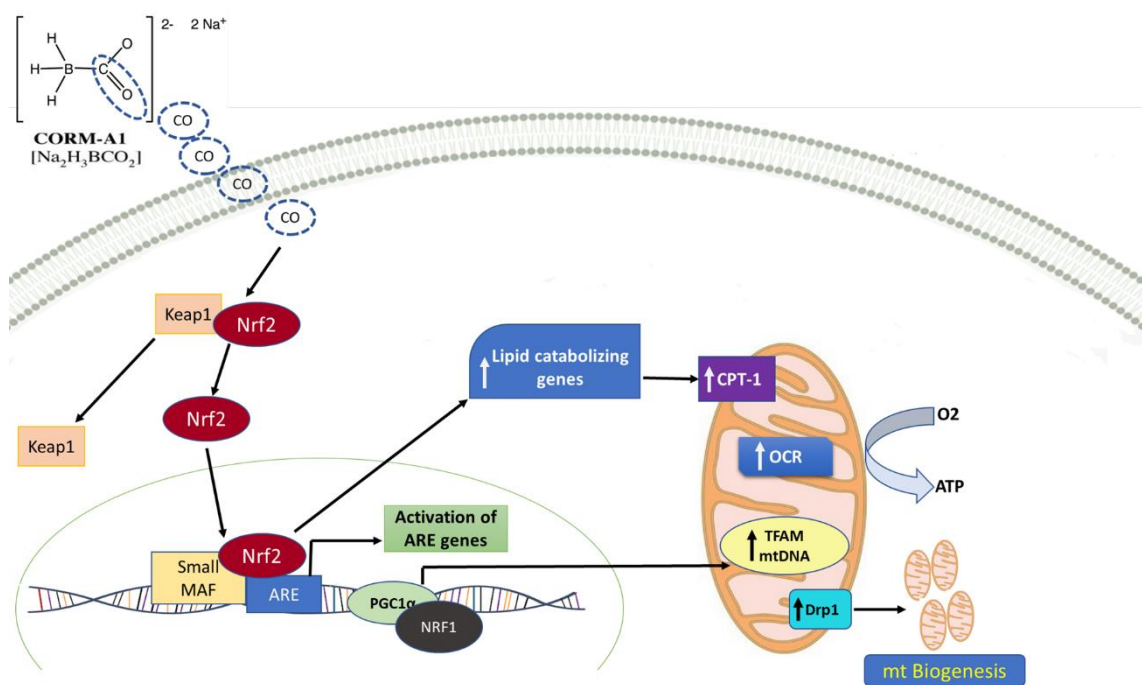 2- 2 Na⁺
H
O
H
B
C
H
O
CORM-A1
[Na₂H₃BCO₂]
CO
CO
CO
CO
Keap1
Nrf2
Nrf2
Keap1
Lipid catabolizing
genes
CPT-1
OCR
O2
ATP
Activation of
ARE genes
Nrf2
Small
MAF
ARE
PGC1α
NRF1
TFAM
mtDNA
Drp1
mt Biogenesis